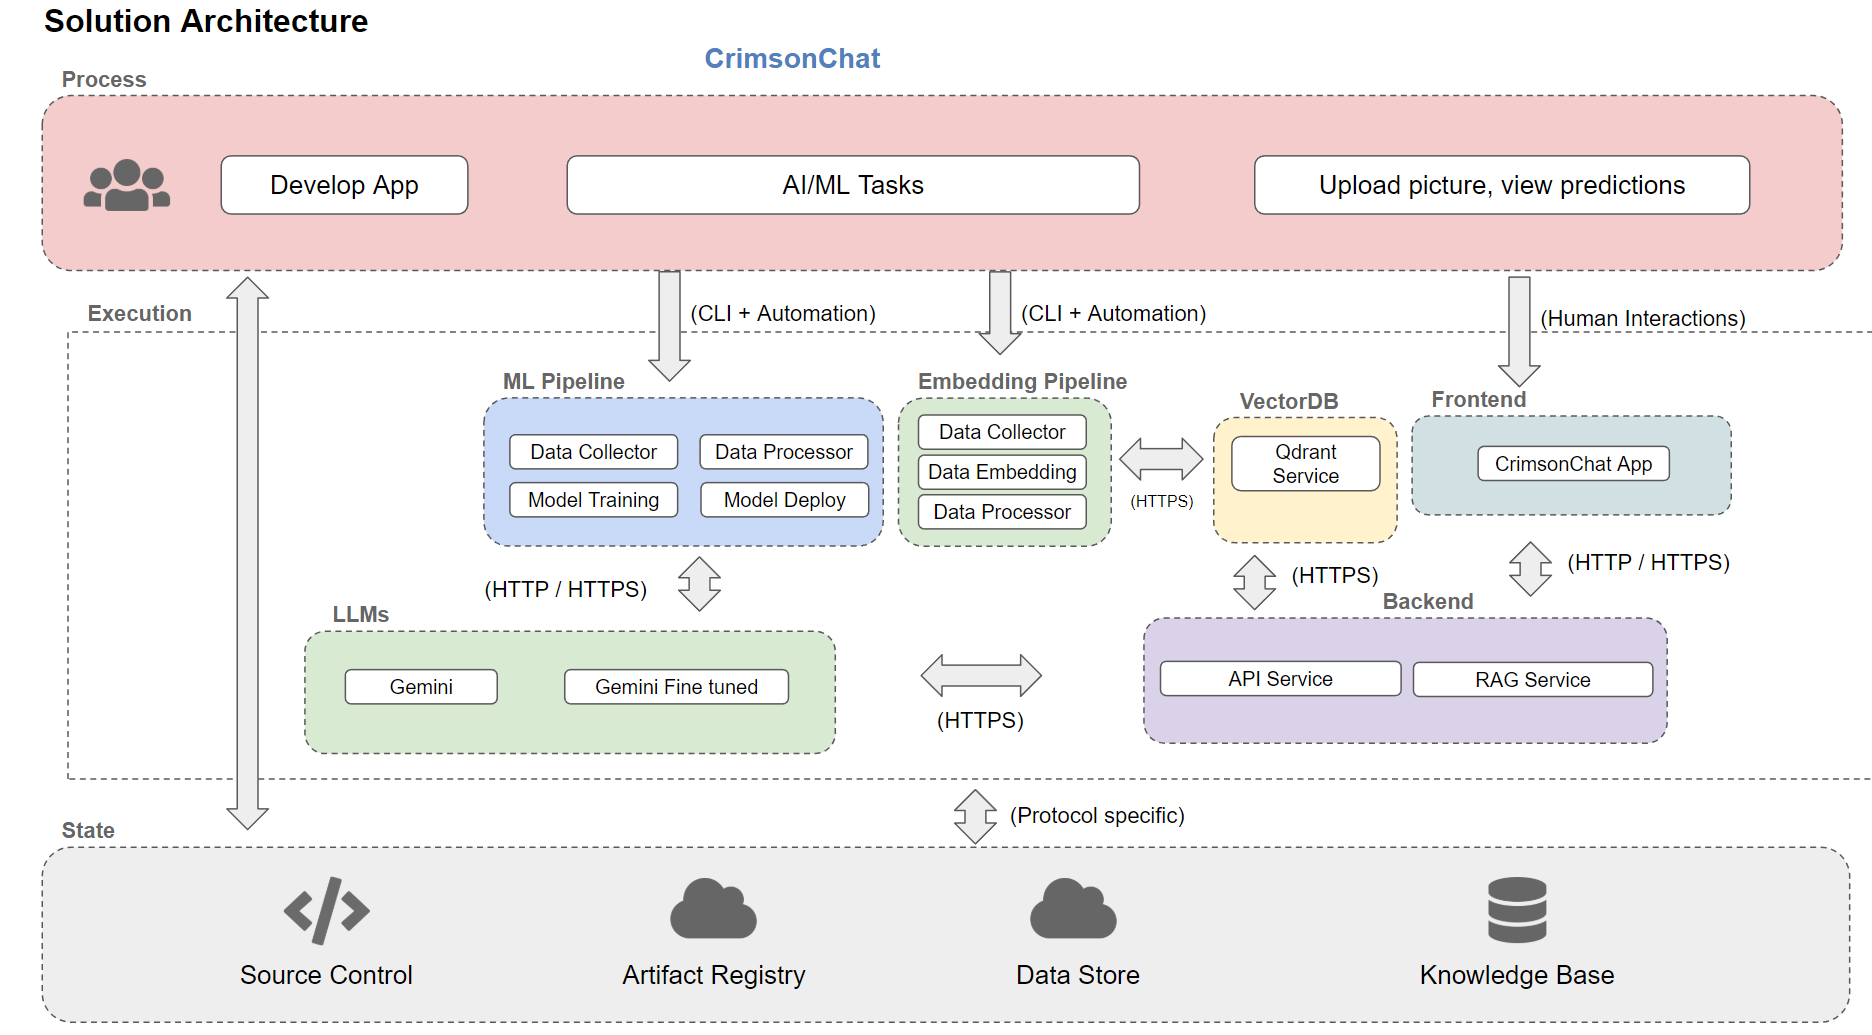 Solution Architecture
CrimsonChat
Process
Develop App
AI/ML Tasks
Upload picture, view predictions
Execution
(CLI + Automation)
(CLI + Automation)
(Human Interactions)
ML Pipeline
Data Collector
Data Processor
Model Training
Model Deploy
Embedding Pipeline
Data Collector
Data Embedding
Data Processor
(HTTPS)
VectorDB
Qdrant
Service
Frontend
CrimsonChat App
(HTTP / HTTPS)
(HTTPS)
(HTTP / HTTPS)
LLMs
Gemini
Gemini Fine tuned
(HTTPS)
Backend
API Service
RAG Service
(Protocol specific)
State
Source Control
Artifact Registry
Data Store
Knowledge Base